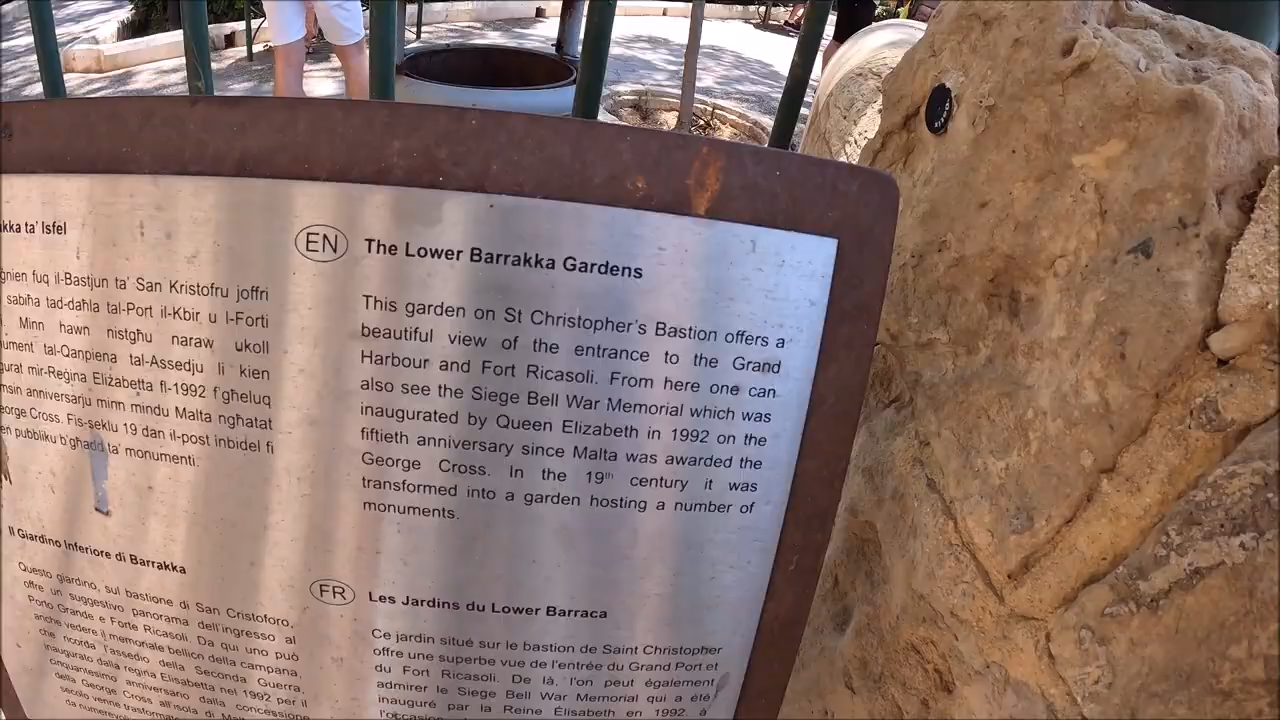 ta' Isfel
fuq il-Bastjun ta' San Kristofru joffri
sabiħa tad-daħla tal-Port il-Kbir u l-Forti
Minn hawn nistgħu naraw ukoll
tal-Qanpiena tal-Assedju li kien
mir-Reġina Eliżabetta fl-1992 f'għeluq
anniversarju minn mindu Malta ngħatat
Cross. Fis-seklu 19 dan il-post inbidel fi
pubbliku b'għadd ta' monumenti.
EN
The Lower Barrakka Gardens
This garden on St Christopher's Bastion offers a
beautiful view of the entrance to the Grand
Harbour and Fort Ricasoli. From here one can
also see the Siege Bell War Memorial which was
inaugurated by Queen Elizabeth in 1992 on the
fiftieth anniversary since Malta was awarded the
George Cross. In the 19th century it was
transformed into a garden hosting a number of
monuments.
Il Giardino Inferiore di Barrakka
Questo giardino, sul bastione di San Cristoforo,
offre un suggestivo panorama dell'ingresso al
Porto Grande e Forte Ricasoli. Da qui uno può
anche vedere il memoriale bellico della campana,
che ricorda l'assedio della Seconda Guerra,
inaugurato dalla regina Elisabetta nel 1992 per il
cinquantesimo anniversario dalla concessione
della George Cross all'isola di
secolo venne
FR
Les Jardins du Lower Barraca
Ce jardin situé sur le bastion de Saint Christopher
offre une superbe vue de l'entrée du Grand Port et
du Fort Ricasoli. De là, l'on peut également
admirer le Siege Bell War Memorial qui a été
inauguré par la Reine Élisabeth en 1992 à
l'occasion